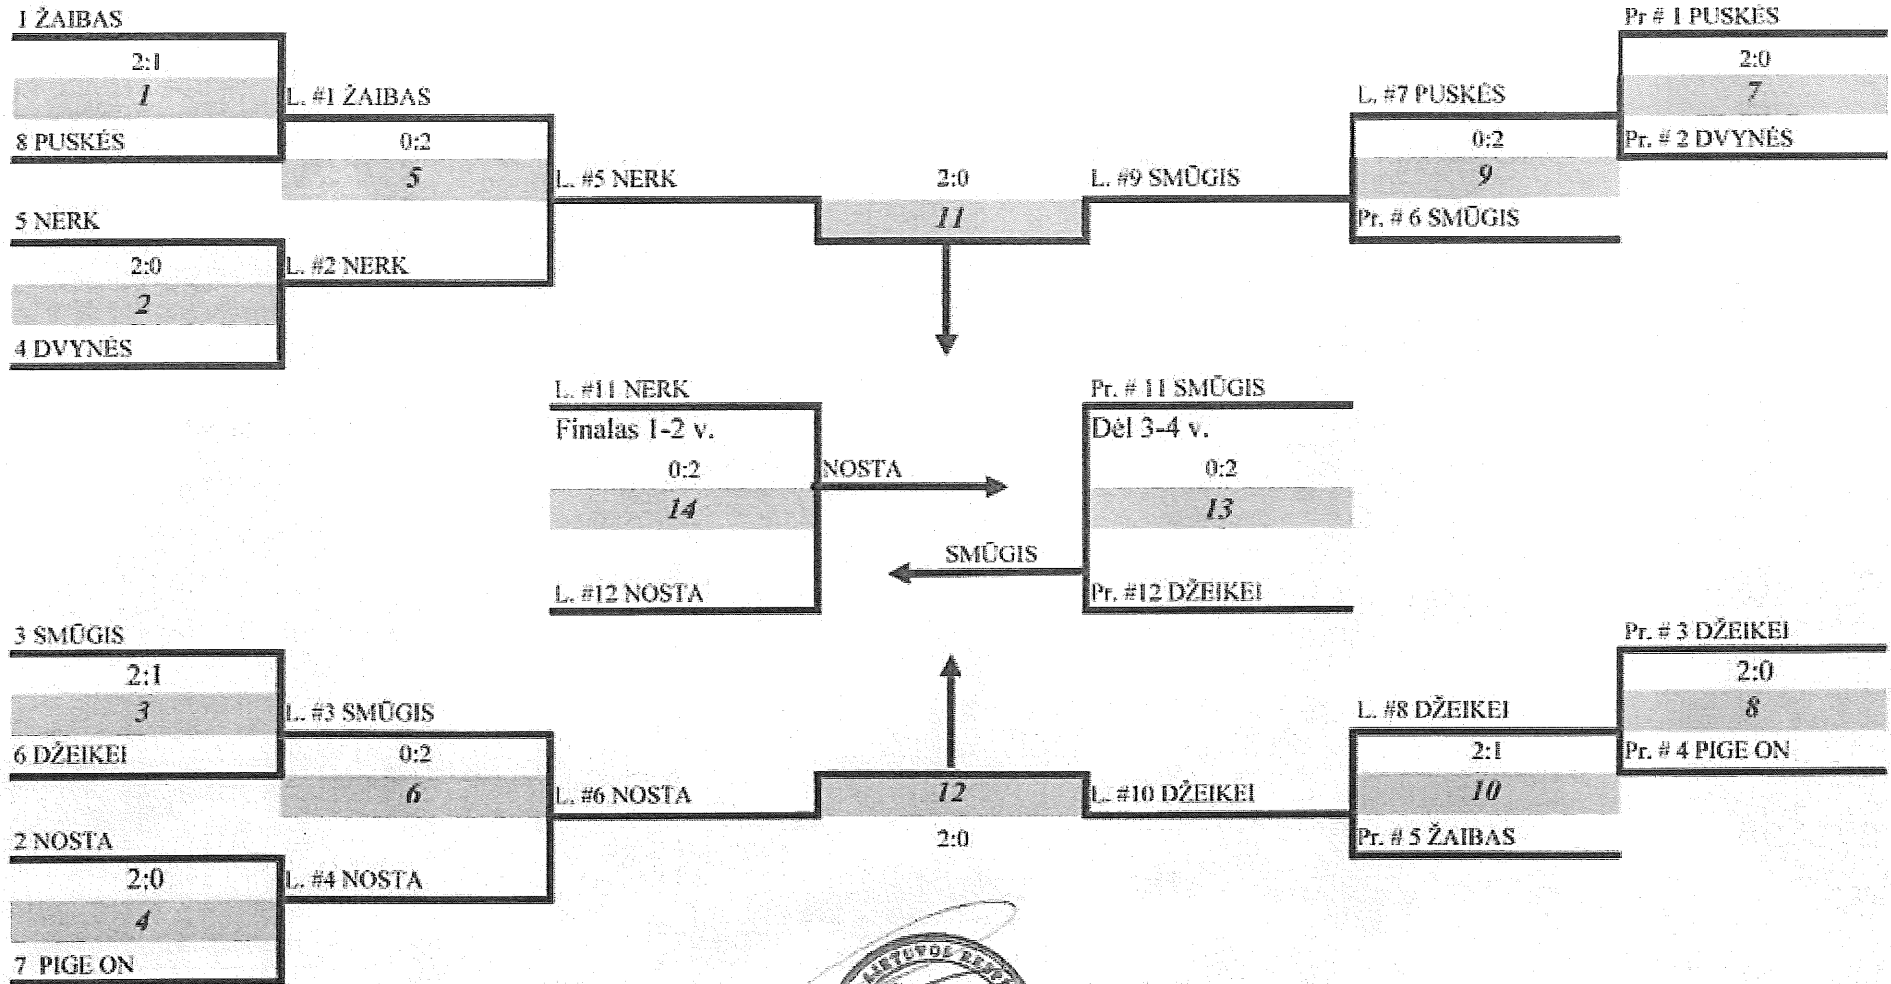 1 ŽAIBAS
2:1
1
8 PUSKĖS
L. #1 ŽAIBAS
0:2
5
5 NERK
2:0
2
4 DVYNĖS
L. #2 NERK
L. #5 NERK
2:0
11
L. #9 SMŪGIS
L. #7 PUSKĖS
0:2
9
Pr. # 6 SMŪGIS
Pr # 1 PUSKĖS
2:0
7
Pr. # 2 DVYNĖS
L. #11 NERK
Finalas 1-2 v.
0:2
14
L. #12 NOSTA
NOSTA
SMŪGIS
Pr. # 11 SMŪGIS
Dėl 3-4 v.
0:2
13
Pr. #12 DŽEIKEI
3 SMŪGIS
2:1
3
6 DŽEIKEI
L. #3 SMŪGIS
0:2
6
2 NOSTA
2:0
4
7 PIGE ON
L. #4 NOSTA
L. #6 NOSTA
12
2:0
L. #10 DŽEIKEI
L. #8 DŽEIKEI
2:1
10
Pr. # 5 ŽAIBAS
Pr. # 3 DŽEIKEI
2:0
8
Pr. # 4 PIGE ON
LIETUVOS